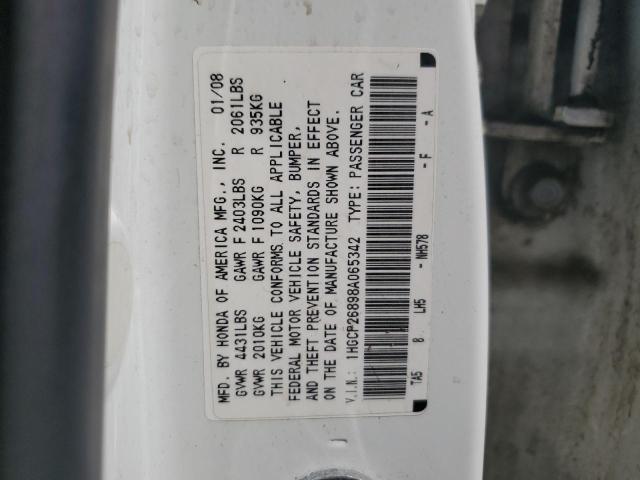 MFD. BY HONDA OF AMERICA MFG., INC. 01/08
GVWR 4431LBS GAWR F 2403LBS R 2061LBS
GVWR 2010KG GAWR F 1090KG R 935KG
THIS VEHICLE CONFORMS TO ALL APPLICABLE
FEDERAL MOTOR VEHICLE SAFETY, BUMPER,
AND THEFT PREVENTION STANDARDS IN EFFECT
ON THE DATE OF MANUFACTURE SHOWN ABOVE.
V.I.N.: 1HGCP26898A065342 TYPE: PASSENGER CAR
TA5 8 LH5 - NH578 - F - A